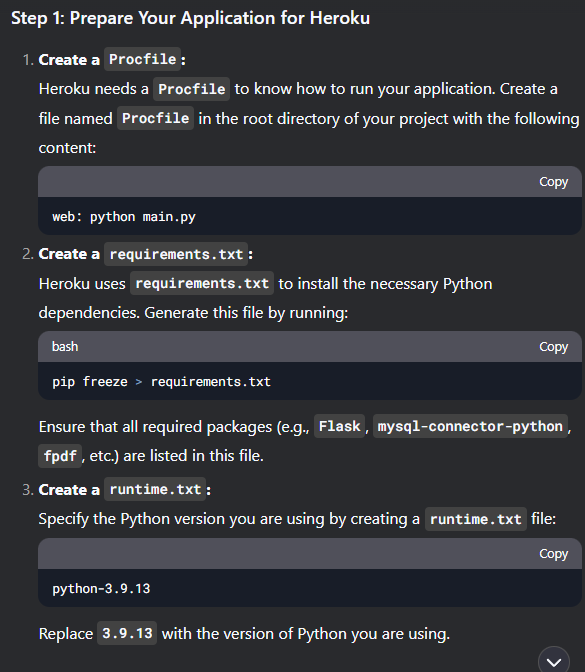 Step 1: Prepare Your Application for Heroku
1. Create a Procfile:
Heroku needs a Procfile to know how to run your application. Create a
file named Procfile in the root directory of your project with the following
content:
Copy
web: python main.py
2. Create a requirements.txt:
Heroku uses requirements.txt to install the necessary Python
dependencies. Generate this file by running:
bash Copy
pip freeze > requirements.txt
Ensure that all required packages (e.g., Flask, mysql-connector-python,
fpdf, etc.) are listed in this file.
3. Create a runtime.txt:
Specify the Python version you are using by creating a runtime.txt file:
Copy
python-3.9.13
Replace 3.9.13 with the version of Python you are using.